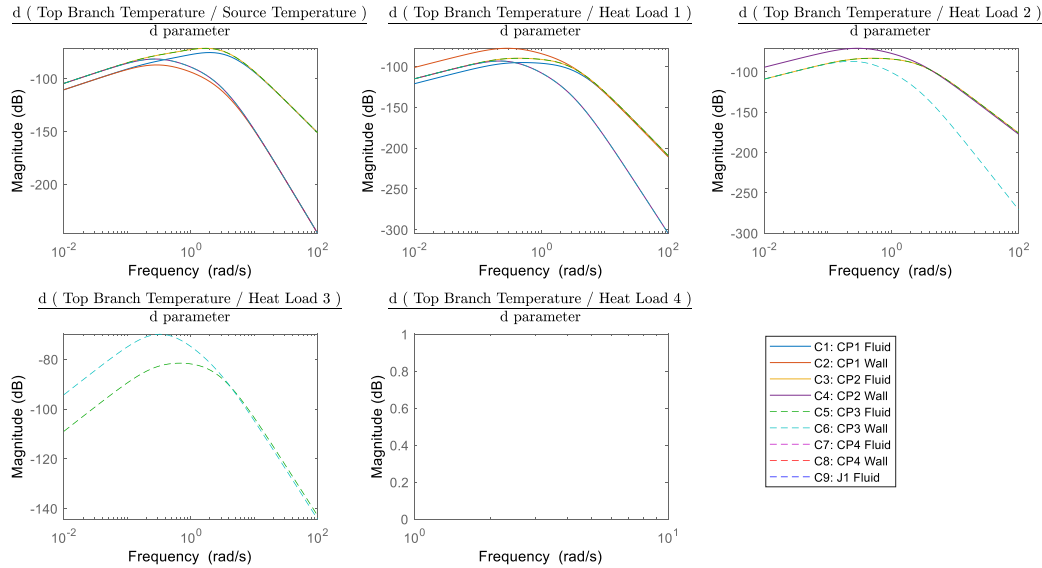 d ( Top Branch Temperature / Source Temperature )
d parameter
-100
-150
-200
Magnitude (dB)
10^-2 10^0 10^2
Frequency (rad/s)
d ( Top Branch Temperature / Heat Load 1 )
d parameter
-100
-150
-200
-250
-300
Magnitude (dB)
10^-2 10^0 10^2
Frequency (rad/s)
d ( Top Branch Temperature / Heat Load 2 )
d parameter
-100
-150
-200
-250
-300
Magnitude (dB)
10^-2 10^0 10^2
Frequency (rad/s)
d ( Top Branch Temperature / Heat Load 3 )
d parameter
-80
-100
-120
-140
Magnitude (dB)
10^-2 10^0 10^2
Frequency (rad/s)
d ( Top Branch Temperature / Heat Load 4 )
d parameter
1
0.8
0.6
0.4
0.2
0
Magnitude (dB)
10^0 10^1
Frequency (rad/s)
C1: CP1 Fluid
C2: CP1 Wall
C3: CP2 Fluid
C4: CP2 Wall
C5: CP3 Fluid
C6: CP3 Wall
C7: CP4 Fluid
C8: CP4 Wall
C9: J1 Fluid